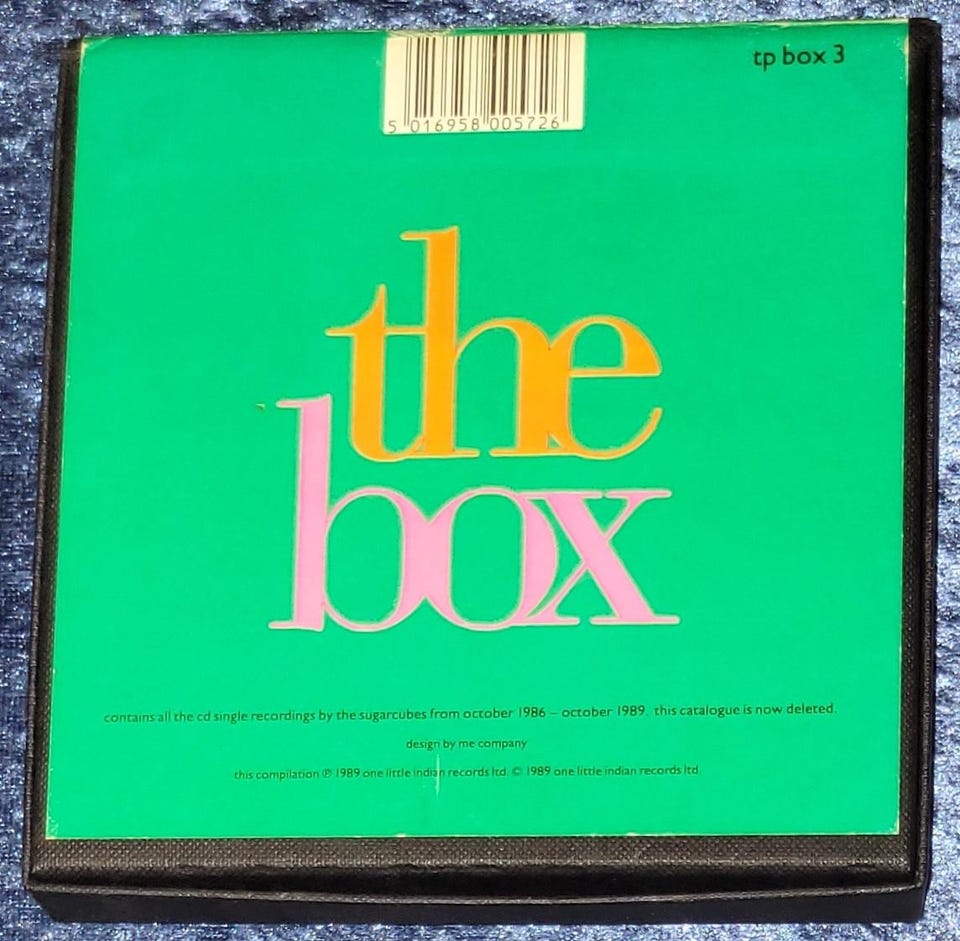 tp box 3
5 016958 005726
the
box
contains all the cd single recordings by the sugarcubes from october 1986 – october 1989. this catalogue is now deleted.
design by me company
this compilation ℗ 1989 one little indian records ltd. © 1989 one little indian records ltd.